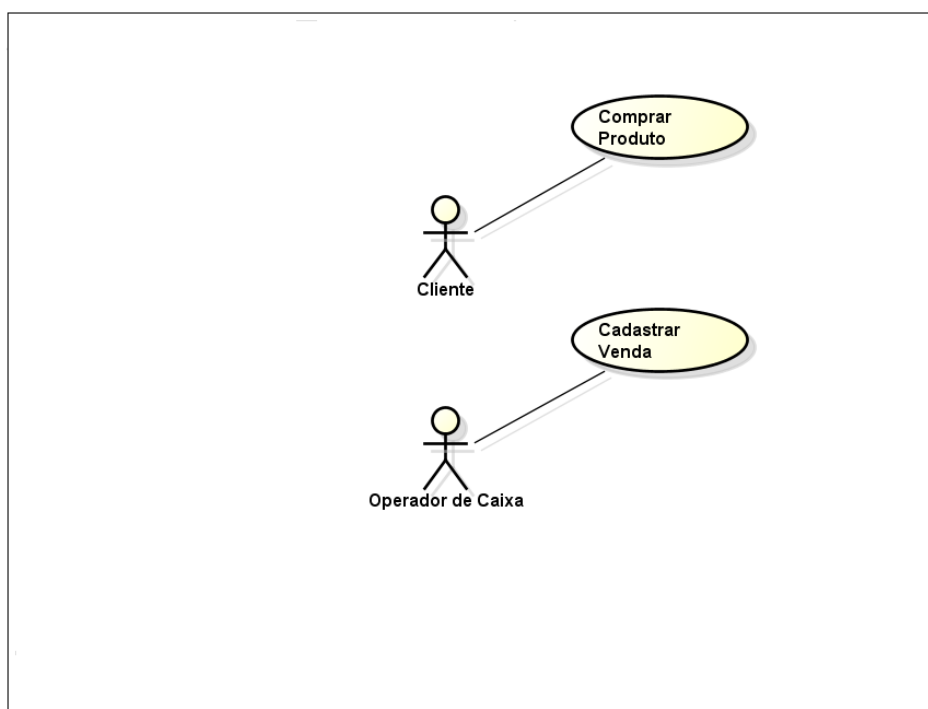 Comprar
Produto
Cliente
Cadastrar
Venda
Operador de Caixa